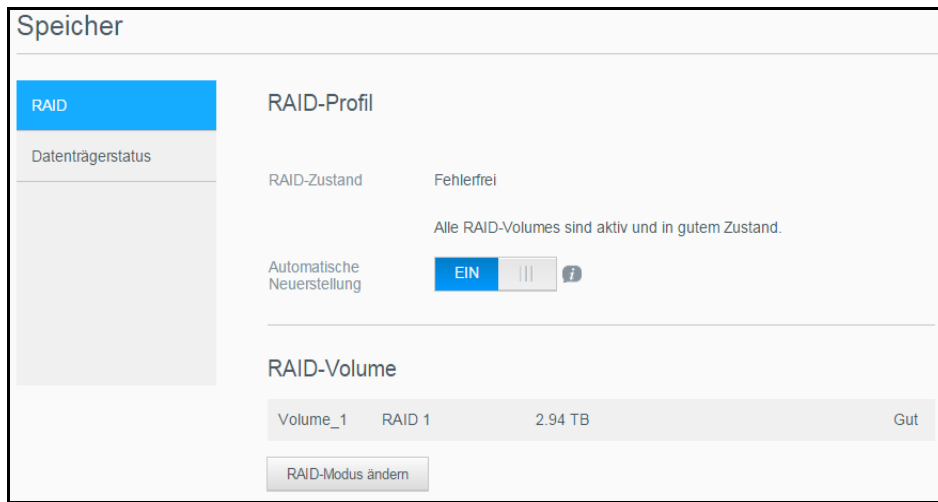 Speicher
RAID
Datenträgerstatus
RAID-Profil
RAID-Zustand Fehlerfrei
Alle RAID-Volumes sind aktiv und in gutem Zustand.
Automatische
Neuerstellung
EIN
i
RAID-Volume
Volume_1 RAID 1 2.94 TB Gut
RAID-Modus ändern